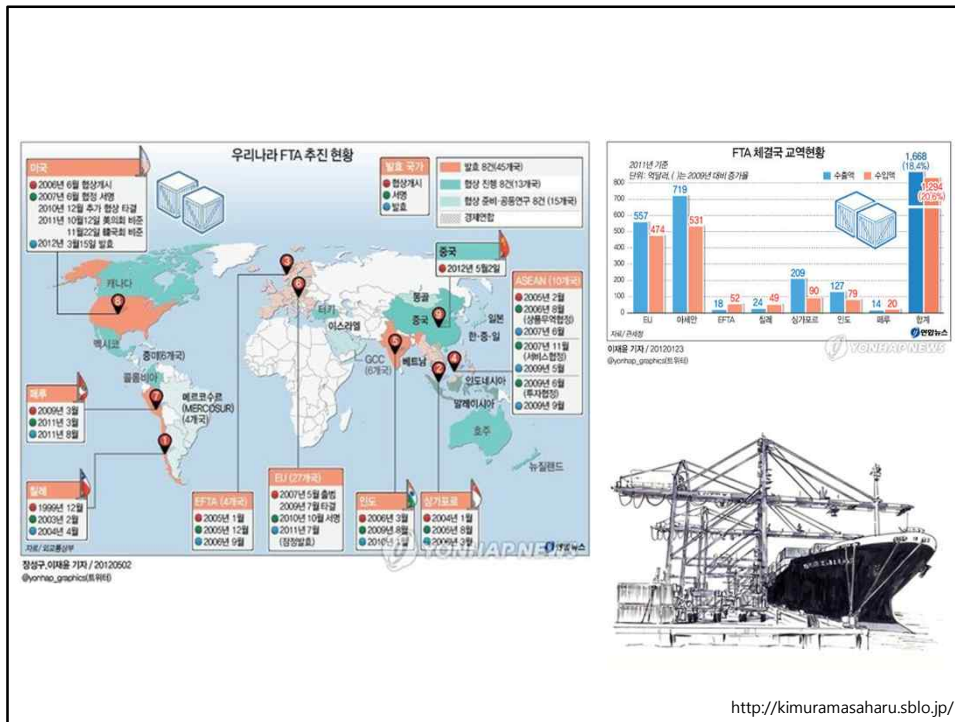 우리나라 FTA 추진 현황
미국
2006년 6월 협상개시
2007년 6월 협정 서명
2010년 12월 추가 협상 타결
2011년 10월12일 美의회 비준
11월22일 韓국회 비준
2012년 3월15일 발효
발효 국가
협상개시
서명
발효
발효 8건(45개국)
협상 진행 8건(13개국)
협상 준비·공동연구 8건 (15개국)
경제연합
중국
2012년 5월2일
ASEAN (10개국)
2005년 2월
2006년 8월
(상품무역협정)
2007년 6월
2007년 11월
(서비스협정)
2009년 5월
2009년 6월
(투자협정)
2009년 9월
캐나다
8
멕시코
중미(6개국)
콜롬비아
7
메르코수르
(MERCOSUR)
(4개국)
1
3
6
터키
이스라엘
GCC
(6개국)
5
몽골
중국
9
일본
한·중·일
베트남
4
2
인도네시아
말레이시아
호주
뉴질랜드
페루
2009년 3월
2011년 3월
2011년 8월
칠레
1999년 12월
2003년 2월
2004년 4월
EFTA (4개국)
2005년 1월
2005년 12월
2006년 9월
EU (27개국)
2007년 5월 출범
2009년 7월 타결
2010년 10월 서명
2011년 7월
(잠정발효)
인도
2006년 3월
2009년 8월
2010년 1월
싱가포르
2004년 1월
2005년 8월
2006년 3월
자료/ 외교통상부
YONHAP NEWS
연합뉴스
장성구,이재윤 기자 / 20120502
@yonhap_graphics(트위터)
FTA 체결국 교역현황
2011년 기준
단위: 억달러, ( )는 2009년 대비 증가율
수출액
수입액
1,668
(18.4%)
1,294
(20.6%)
800
700
600
500
400
300
200
100
0
557
474
719
531
18
52
24
49
209
90
127
79
14
20
EU
아세안
EFTA
칠레
싱가포르
인도
페루
합계
자료/ 관세청
연합뉴스
YONHAP NEWS
이재윤 기자 / 20120123
@yonhap_graphics(트위터)
http://kimuramasaharu.sblo.jp/